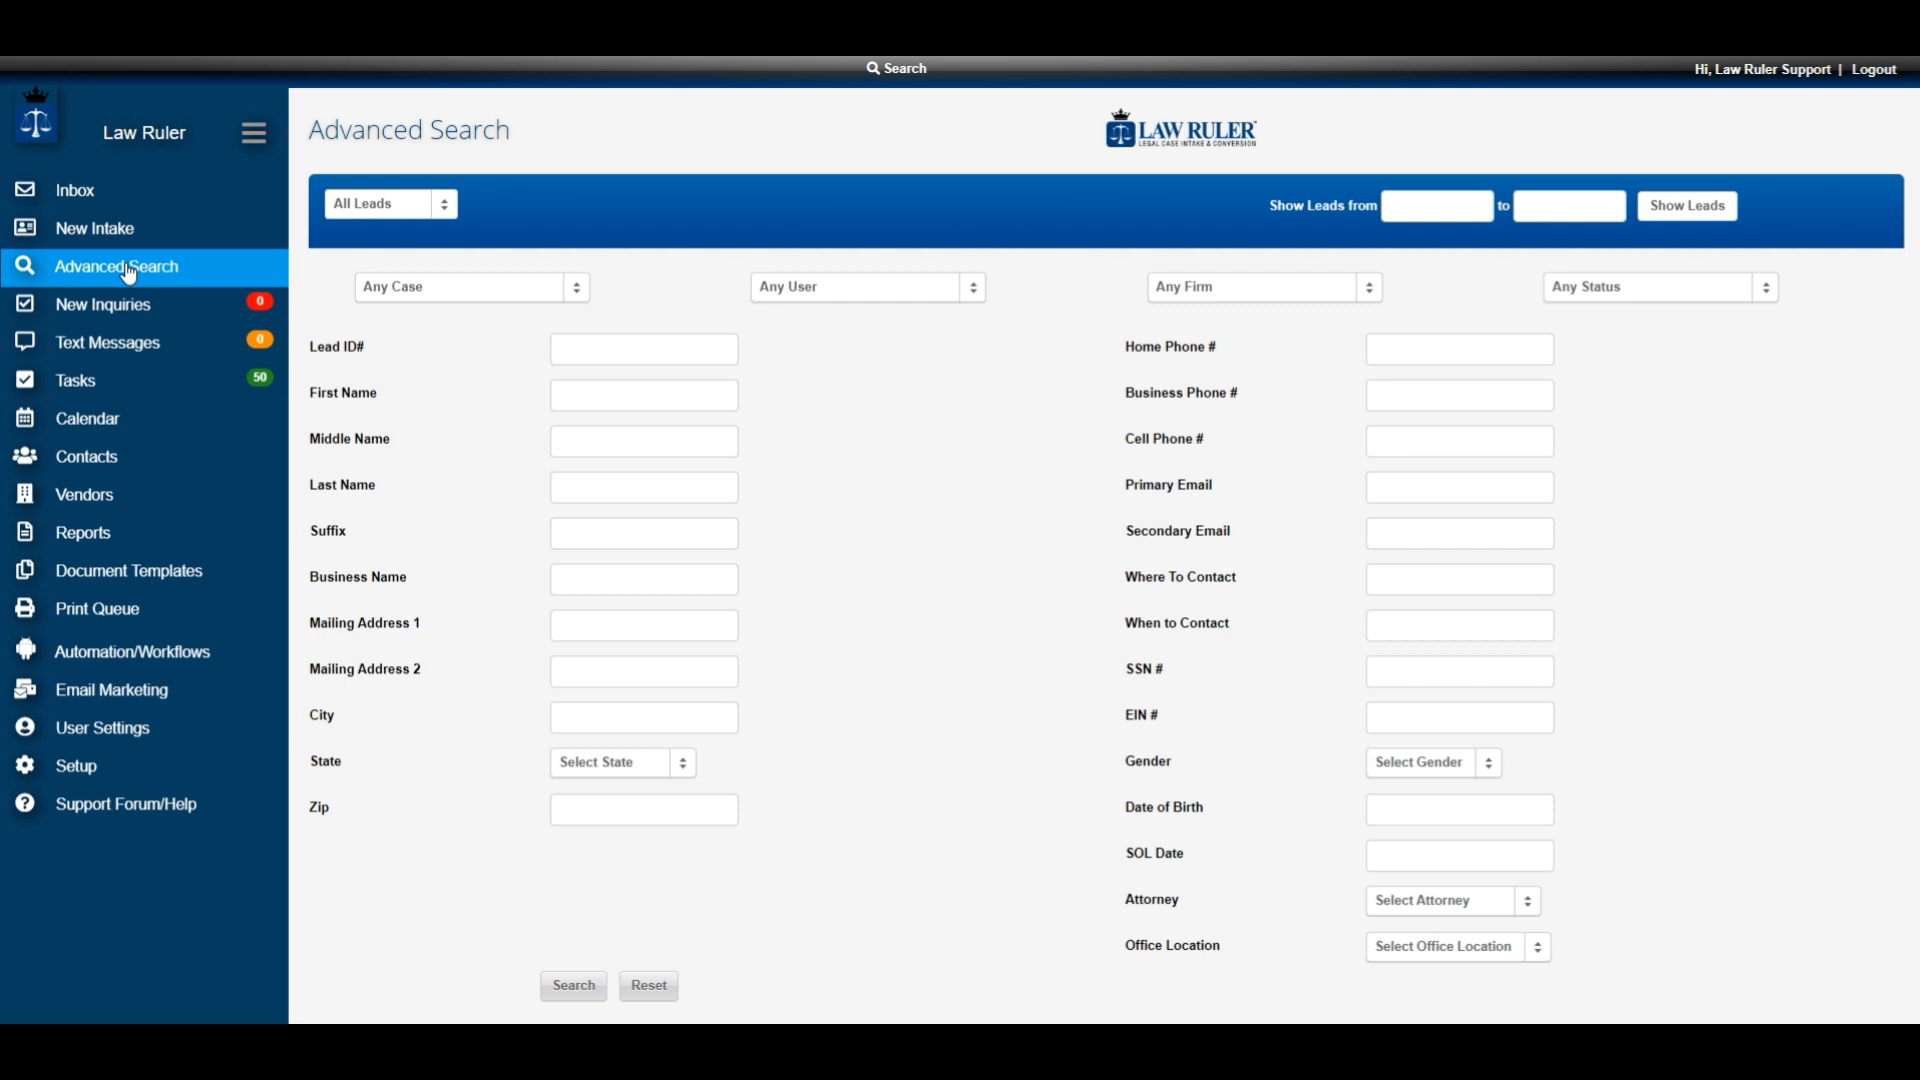 Search
Hi, Law Ruler Support | Logout
Law Ruler
Inbox
New Intake
Advanced Search
New Inquiries 0
Text Messages 0
Tasks 50
Calendar
Contacts
Vendors
Reports
Document Templates
Print Queue
Automation/Workflows
Email Marketing
User Settings
Setup
Support Forum/Help
Advanced Search
LAW RULER
LEGAL CASE INTAKE & CONVERSION
All Leads
Show Leads from to Show Leads
Any Case Any User Any Firm Any Status
Lead ID#
First Name
Middle Name
Last Name
Suffix
Business Name
Mailing Address 1
Mailing Address 2
City
State Select State
Zip
Home Phone #
Business Phone #
Cell Phone #
Primary Email
Secondary Email
Where To Contact
When to Contact
SSN #
EIN #
Gender Select Gender
Date of Birth
SOL Date
Attorney Select Attorney
Office Location Select Office Location
Search Reset